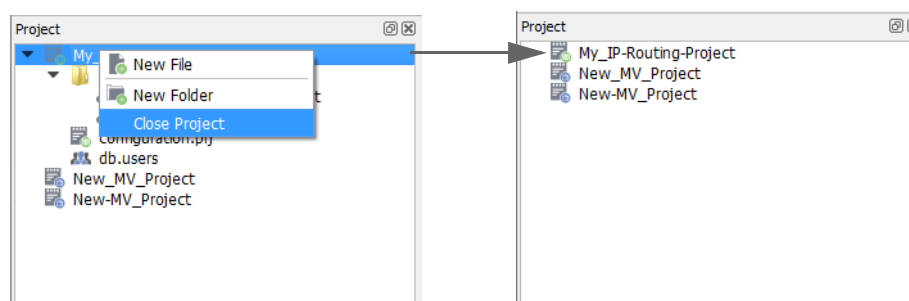 Project
My_
New File
New Folder
t
Close Project
configuration.prj
db.users
New_MV_Project
New-MV_Project
Project
My_IP-Routing-Project
New_MV_Project
New-MV_Project